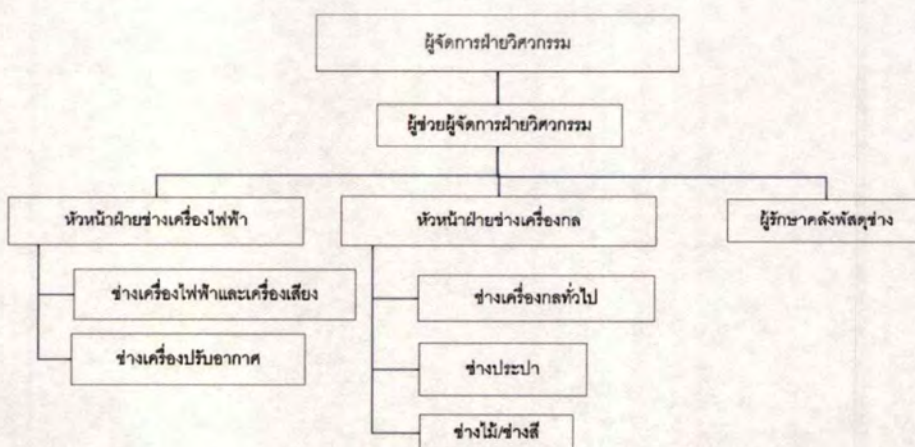 ผู้จัดการฝ่ายวิศวกรรม
ผู้ช่วยผู้จัดการฝ่ายวิศวกรรม
หัวหน้าฝ่ายช่างเครื่องไฟฟ้า
หัวหน้าฝ่ายช่างเครื่องกล
ผู้รักษาคลังพัสดุช่าง
ช่างเครื่องไฟฟ้าและเครื่องเสียง
ช่างเครื่องกลทั่วไป
ช่างเครื่องปรับอากาศ
ช่างประปา
ช่างไม้/ช่างสี